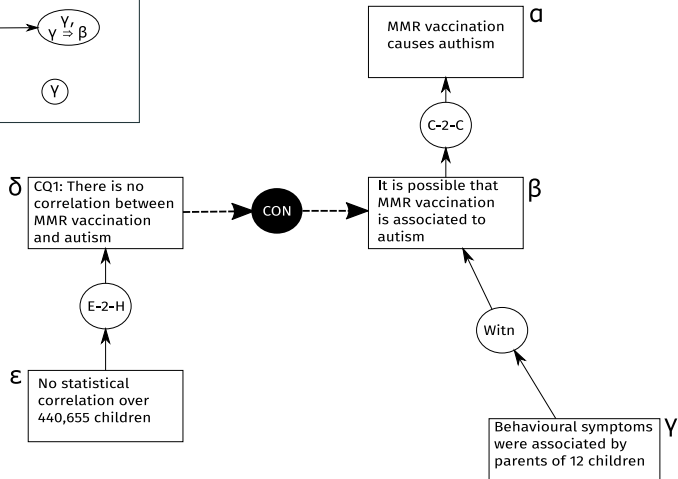 γ,
γ ⇒ β
γ
MMR vaccination
causes authism
α
C-2-C
δ
CQ1: There is no
correlation between
MMR vaccination
and autism
CON
It is possible that
MMR vaccination
is associated to
autism
β
E-2-H
Witn
ε
No statistical
correlation over
440,655 children
Behavioural symptoms
were associated by
parents of 12 children
γ